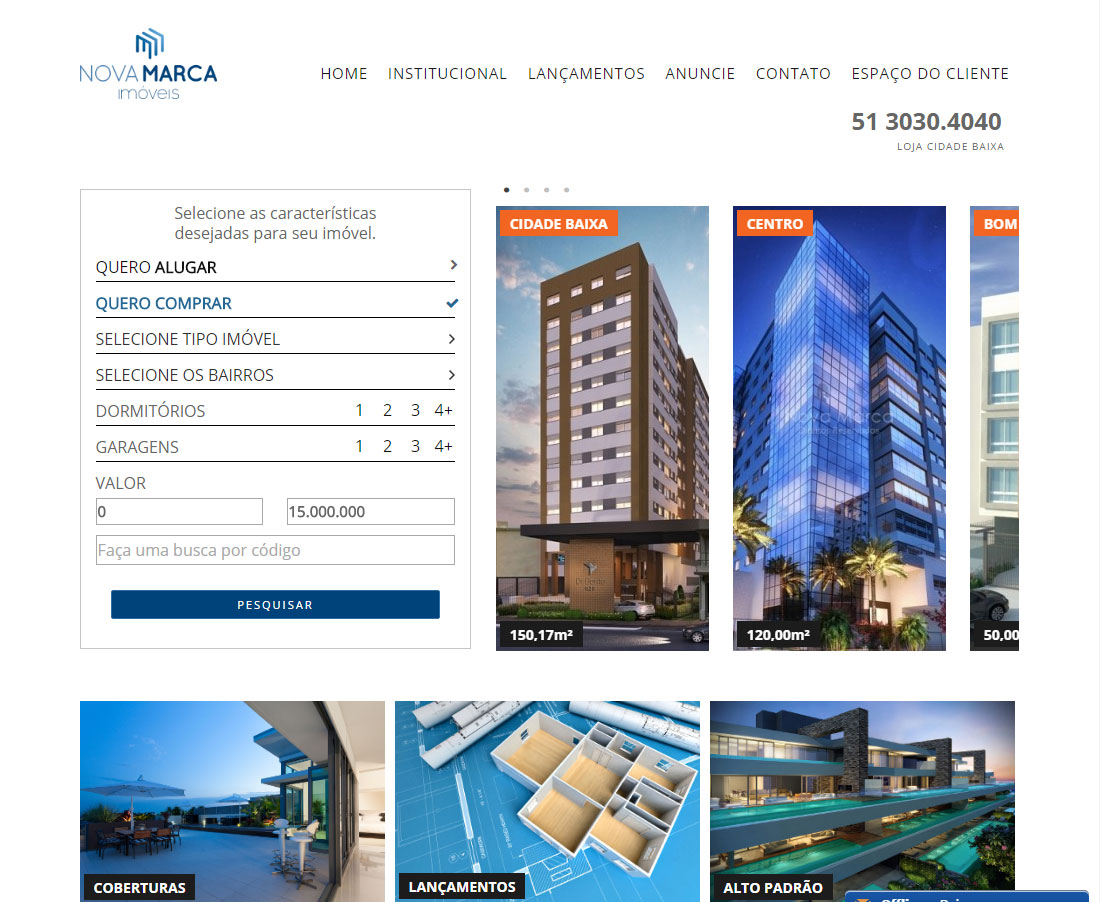 NOVA MARCA
imóveis
HOME INSTITUCIONAL LANÇAMENTOS ANUNCIE CONTATO ESPAÇO DO CLIENTE
51 3030.4040
LOJA CIDADE BAIXA
Selecione as características
desejadas para seu imóvel.
QUERO ALUGAR
QUERO COMPRAR
SELECIONE TIPO IMÓVEL
SELECIONE OS BAIRROS
DORMITÓRIOS 1 2 3 4+
GARAGENS 1 2 3 4+
VALOR
0 15.000.000
Faça uma busca por código
PESQUISAR
CIDADE BAIXA
150,17m²
CENTRO
120,00m²
BOM
50,00
COBERTURAS
LANÇAMENTOS
ALTO PADRÃO